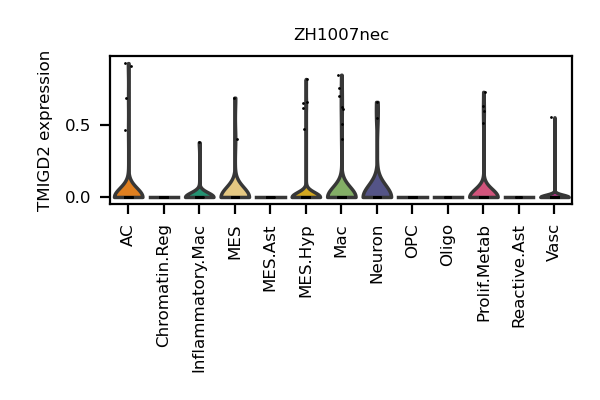 ZH1007nec
TMIGD2 expression
0.5
0.0
AC
Chromatin.Reg
Inflammatory.Mac
MES
MES.Ast
MES.Hyp
Mac
Neuron
OPC
Oligo
Prolif.Metab
Reactive.Ast
Vasc